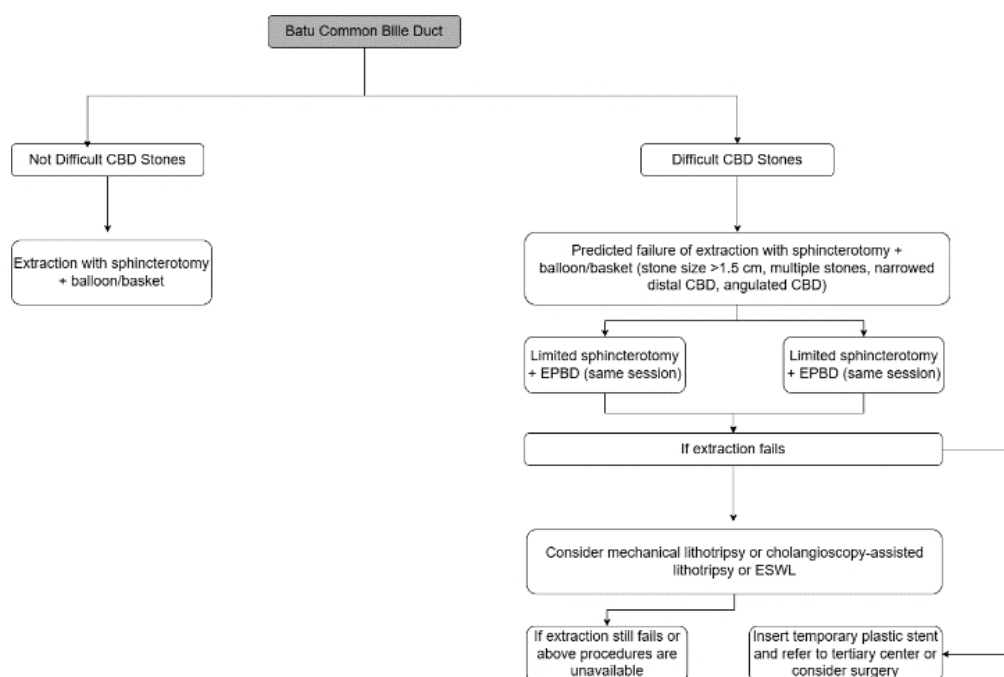 Batu Common Bille Duct
Not Difficult CBD Stones
Difficult CBD Stones
Extraction with sphincterotomy
+ balloon/basket
Predicted failure of extraction with sphincterotomy +
balloon/basket (stone size >1.5 cm, multiple stones, narrowed
distal CBD, angulated CBD)
Limited sphincterotomy
+ EPBD (same session)
Limited sphincterotomy
+ EPBD (same session)
If extraction fails
Consider mechanical lithotripsy or cholangioscopy-assisted
lithotripsy or ESWL
If extraction still fails or
above procedures are
unavailable
Insert temporary plastic stent
and refer to tertiary center or
consider surgery